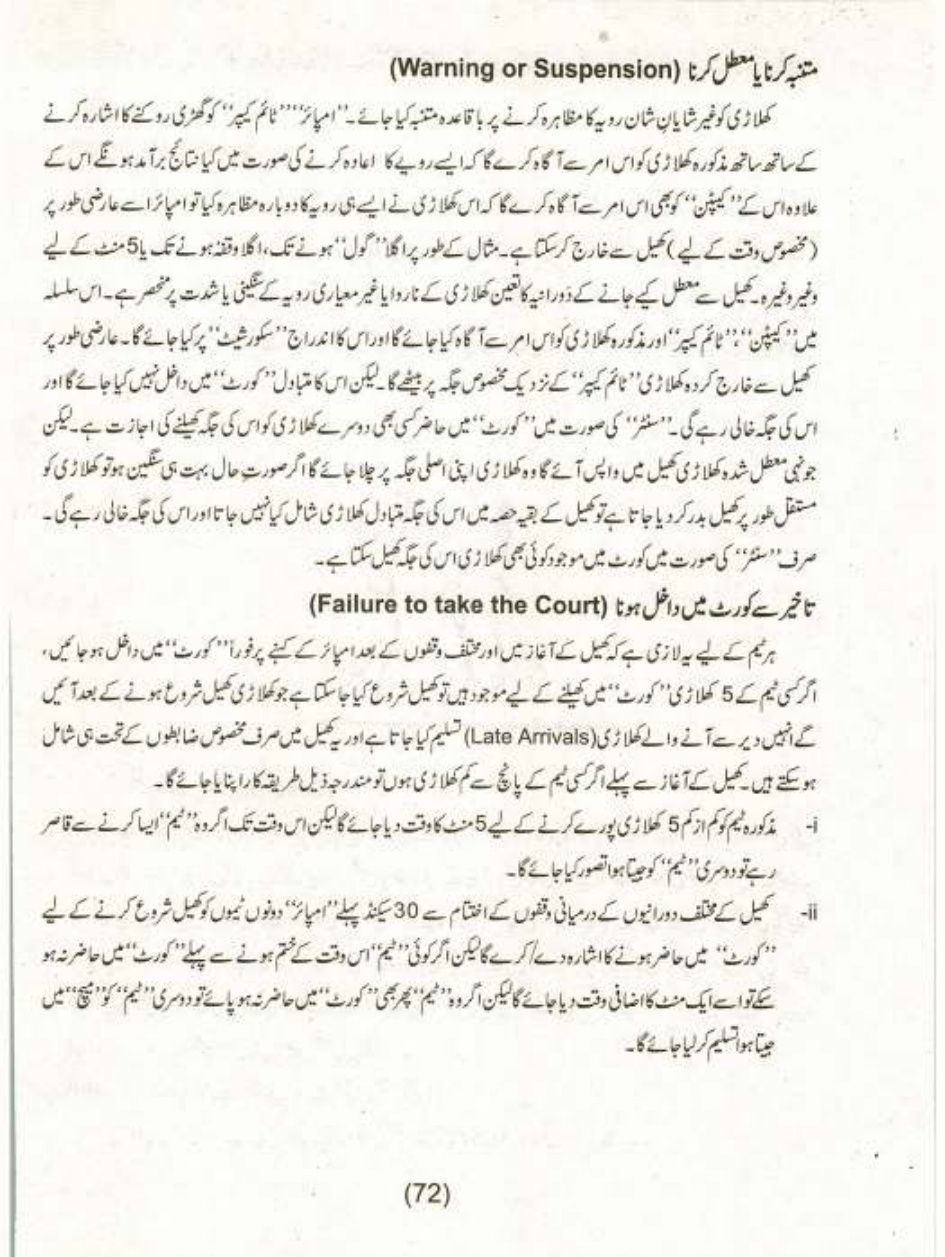 متنبہ کرنا یا معطل کرنا (Warning or Suspension)
کھلاڑی کو غیر شایانِ شان رویہ کا مظاہرہ کرنے پر باقاعدہ متنبہ کیا جائے۔ ''امپائر'' ''ٹائم کیپر'' کو گھڑی روکنے کا اشارہ کرنے
کے ساتھ ساتھ مذکورہ کھلاڑی کو اس امر سے آگاہ کرے گا کہ ایسے رویے کا اعادہ کرنے کی صورت میں کیا نتائج برآمد ہونگے اس کے
علاوہ اس کے ''کیپٹن'' کو بھی اس امر سے آگاہ کرے گا کہ اس کھلاڑی نے ایسے ہی رویہ کا دوبارہ مظاہرہ کیا تو امپائر اسے عارضی طور پر
(مخصوص وقت کے لیے) کھیل سے خارج کر سکتا ہے۔ مثال کے طور پر اگلا ''گول'' ہونے تک، اگلا وقفہ ہونے تک یا 5 منٹ کے لیے
وغیرہ وغیرہ۔ کھیل سے معطل کیے جانے کے دَورانیہ کا تعین کھلاڑی کے ناروا یا غیر معیاری رویہ کے سنگینی یا شدت پر منحصر ہے۔ اس سلسلہ
میں ''کیپٹن''، ''ٹائم کیپر'' اور مذکورہ کھلاڑی کو اس امر سے آگاہ کیا جائے گا اور اس کا اندراج ''سکور شیٹ'' پر کیا جائے گا۔ عارضی طور پر
کھیل سے خارج کردہ کھلاڑی ''ٹائم کیپر'' کے نزدیک مخصوص جگہ پر بیٹھے گا۔ لیکن اس کا متبادل ''کورٹ'' میں داخل نہیں کیا جائے گا اور
اس کی جگہ خالی رہے گی۔ ''سنٹر'' کی صورت میں ''کورٹ'' میں حاضر کسی بھی دوسرے کھلاڑی کو اس کی جگہ کھیلنے کی اجازت ہے۔ لیکن
جونہی معطل شدہ کھلاڑی کھیل میں واپس آئے گا وہ کھلاڑی اپنی اصلی جگہ پر چلا جائے گا اگر صورتِ حال بہت ہی سنگین ہو تو کھلاڑی کو
مستقل طور پر کھیل بدر کر دیا جاتا ہے تو کھیل کے بقیہ حصہ میں اس کی جگہ متبادل کھلاڑی شامل کیا نہیں جاتا اور اس کی جگہ خالی رہے گی۔
صرف ''سنٹر'' کی صورت میں کورٹ میں موجود کوئی بھی کھلاڑی اس کی جگہ کھیل سکتا ہے۔
تاخیر سے کورٹ میں داخل ہونا (Failure to take the Court)
ہر ٹیم کے لیے یہ لازی ہے کہ کھیل کے آغاز میں اور مختلف وقفوں کے بعد امپائر کے کہنے پر فوراً ''کورٹ'' میں داخل ہو جائیں،
اگر کسی ٹیم کے 5 کھلاڑی ''کورٹ'' میں کھیلنے کے لیے موجود ہیں تو کھیل شروع کیا جا سکتا ہے جو کھلاڑی کھیل شروع ہونے کے بعد آئیں
گے انہیں دیر سے آنے والے کھلاڑی (Late Arrivals) تسلیم کیا جاتا ہے اور یہ کھیل میں صرف مخصوص ضابطوں کے تحت ہی شامل
ہو سکتے ہیں۔ کھیل کے آغاز سے پہلے اگر کسی ٹیم کے پانچ سے کم کھلاڑی ہوں تو مندرجہ ذیل طریقہ کار اپنایا جائے گا۔
i- مذکورہ ٹیم کو کم از کم 5 کھلاڑی پورے کرنے کے لیے 5 منٹ کا وقت دیا جائے گا لیکن اس وقت تک اگر وہ ''ٹیم'' ایسا کرنے سے قاصر
رہے تو دوسری ''ٹیم'' کو جیتا ہوا تصور کیا جائے گا۔
ii- کھیل کے مختلف دورانیوں کے درمیانی وقفوں کے اختتام سے 30 سیکنڈ پہلے ''امپائر'' دونوں ٹیموں کو کھیل شروع کرنے کے لیے
''کورٹ'' میں حاضر ہونے کا اشارہ دے/کرے گا لیکن اگر کوئی ''ٹیم'' اس وقت کے ختم ہونے سے پہلے ''کورٹ'' میں حاضر نہ ہو
سکے تو اسے ایک منٹ کا اضافی وقت دیا جائے گا لیکن اگر وہ ''ٹیم'' پھر بھی ''کورٹ'' میں حاضر نہ ہو پائے تو دوسری ''ٹیم'' کو ''میچ'' میں
جیتا ہوا تسلیم کر لیا جائے گا۔
(72)